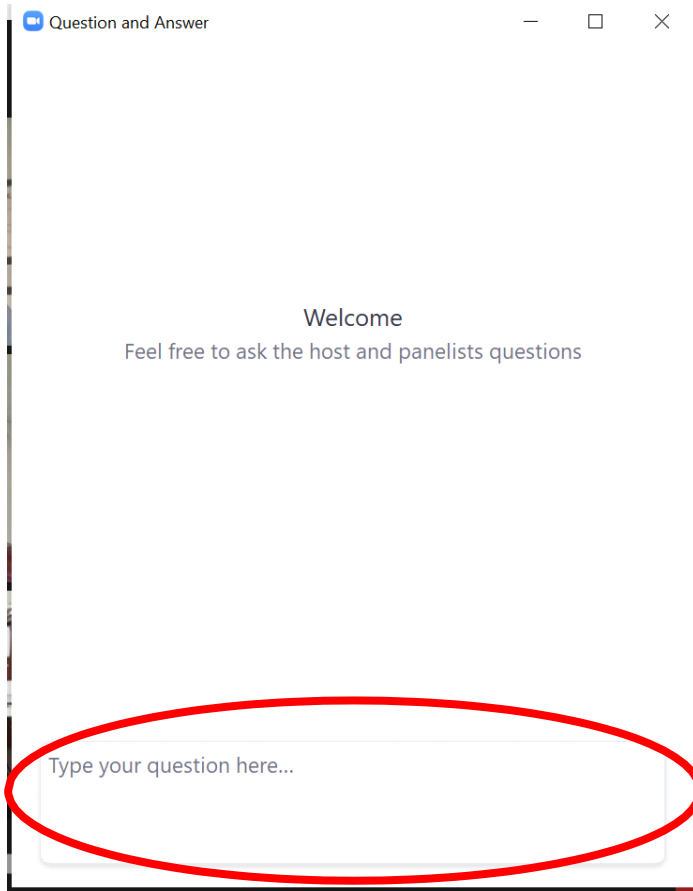 Question and Answer
Welcome
Feel free to ask the host and panelists questions
Type your question here...